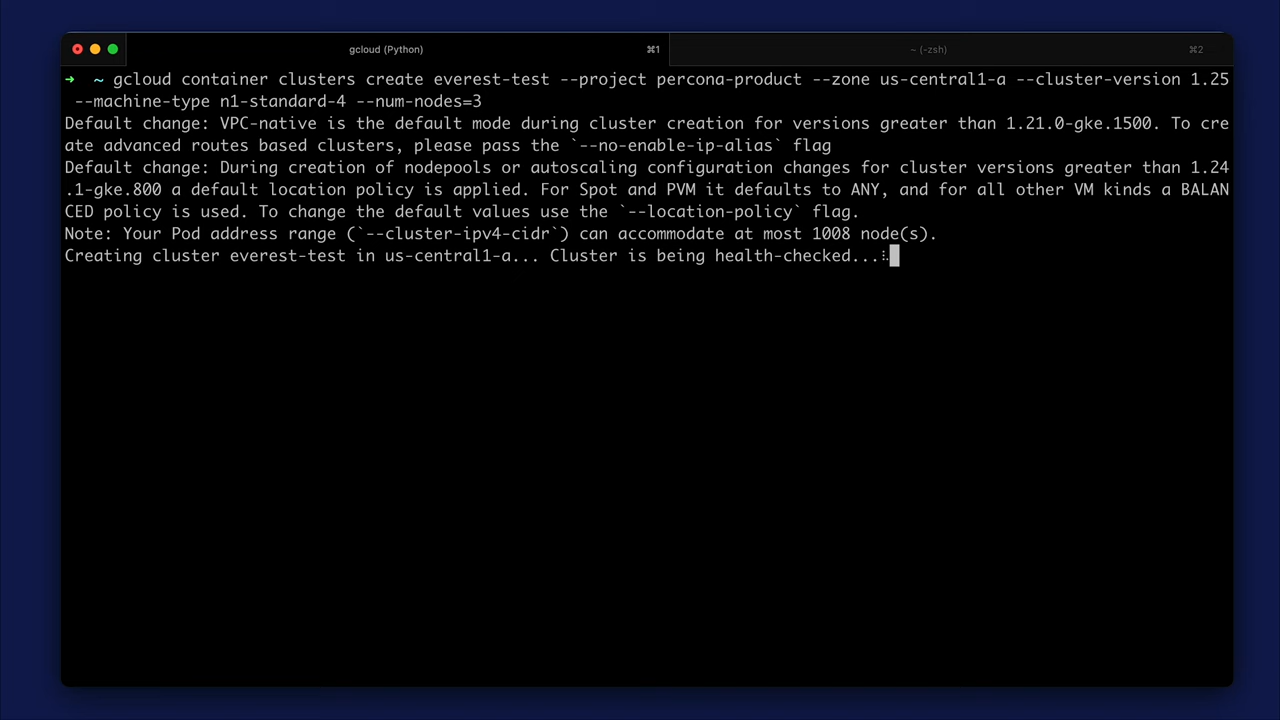 gcloud (Python)
⌘1
~ (-zsh)
⌘2
➜  ~ gcloud container clusters create everest-test --project percona-product --zone us-central1-a --cluster-version 1.25
 --machine-type n1-standard-4 --num-nodes=3
Default change: VPC-native is the default mode during cluster creation for versions greater than 1.21.0-gke.1500. To cre
ate advanced routes based clusters, please pass the `--no-enable-ip-alias` flag
Default change: During creation of nodepools or autoscaling configuration changes for cluster versions greater than 1.24
.1-gke.800 a default location policy is applied. For Spot and PVM it defaults to ANY, and for all other VM kinds a BALAN
CED policy is used. To change the default values use the `--location-policy` flag.
Note: Your Pod address range (`--cluster-ipv4-cidr`) can accommodate at most 1008 node(s).
Creating cluster everest-test in us-central1-a... Cluster is being health-checked...